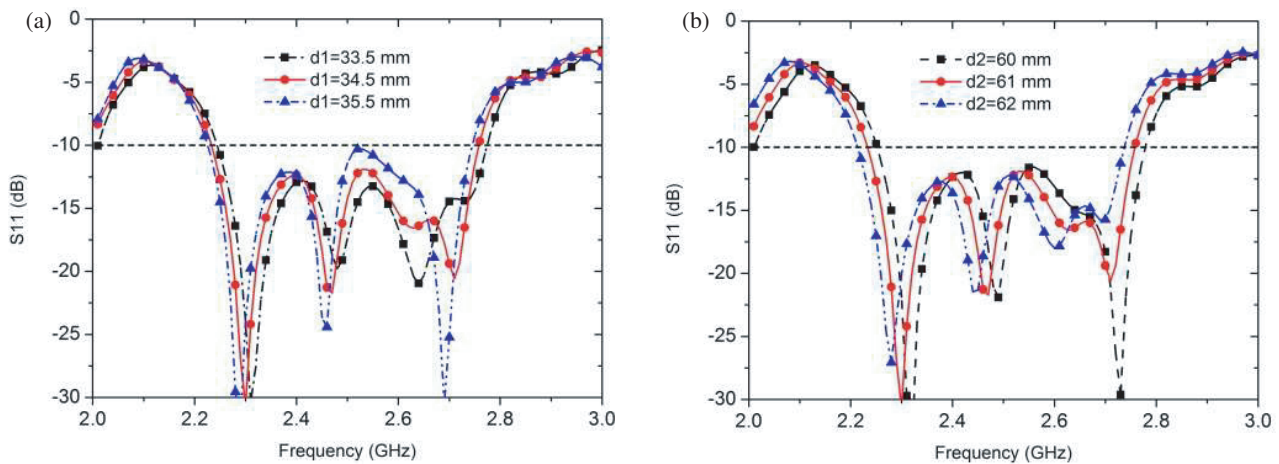 (a)
0
-5
-10
-15
-20
-25
-30
S11 (dB)
d1=33.5 mm
d1=34.5 mm
d1=35.5 mm
2.0 2.2 2.4 2.6 2.8 3.0
Frequency (GHz)
(b)
0
-5
-10
-15
-20
-25
-30
S11 (dB)
d2=60 mm
d2=61 mm
d2=62 mm
2.0 2.2 2.4 2.6 2.8 3.0
Frequency (GHz)